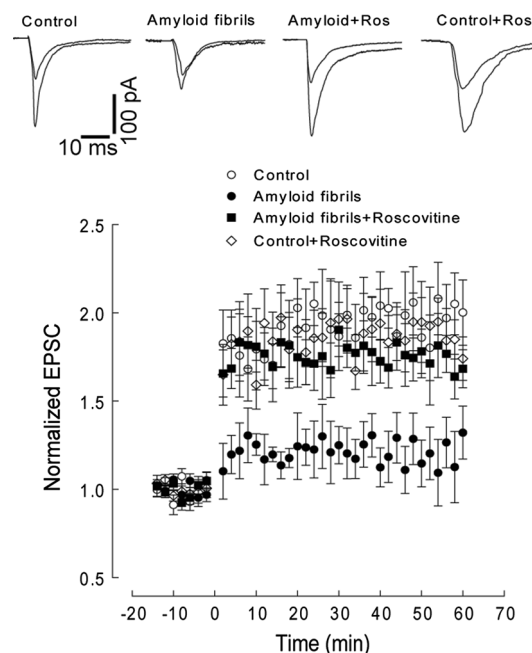 Control Amyloid fibrils Amyloid+Ros Control+Ros
100 pA
10 ms
Control
Amyloid fibrils
Amyloid fibrils+Roscovitine
Control+Roscovitine
2.5
2.0
1.5
1.0
0.5
Normalized EPSC
-20 -10 0 10 20 30 40 50 60 70
Time (min)